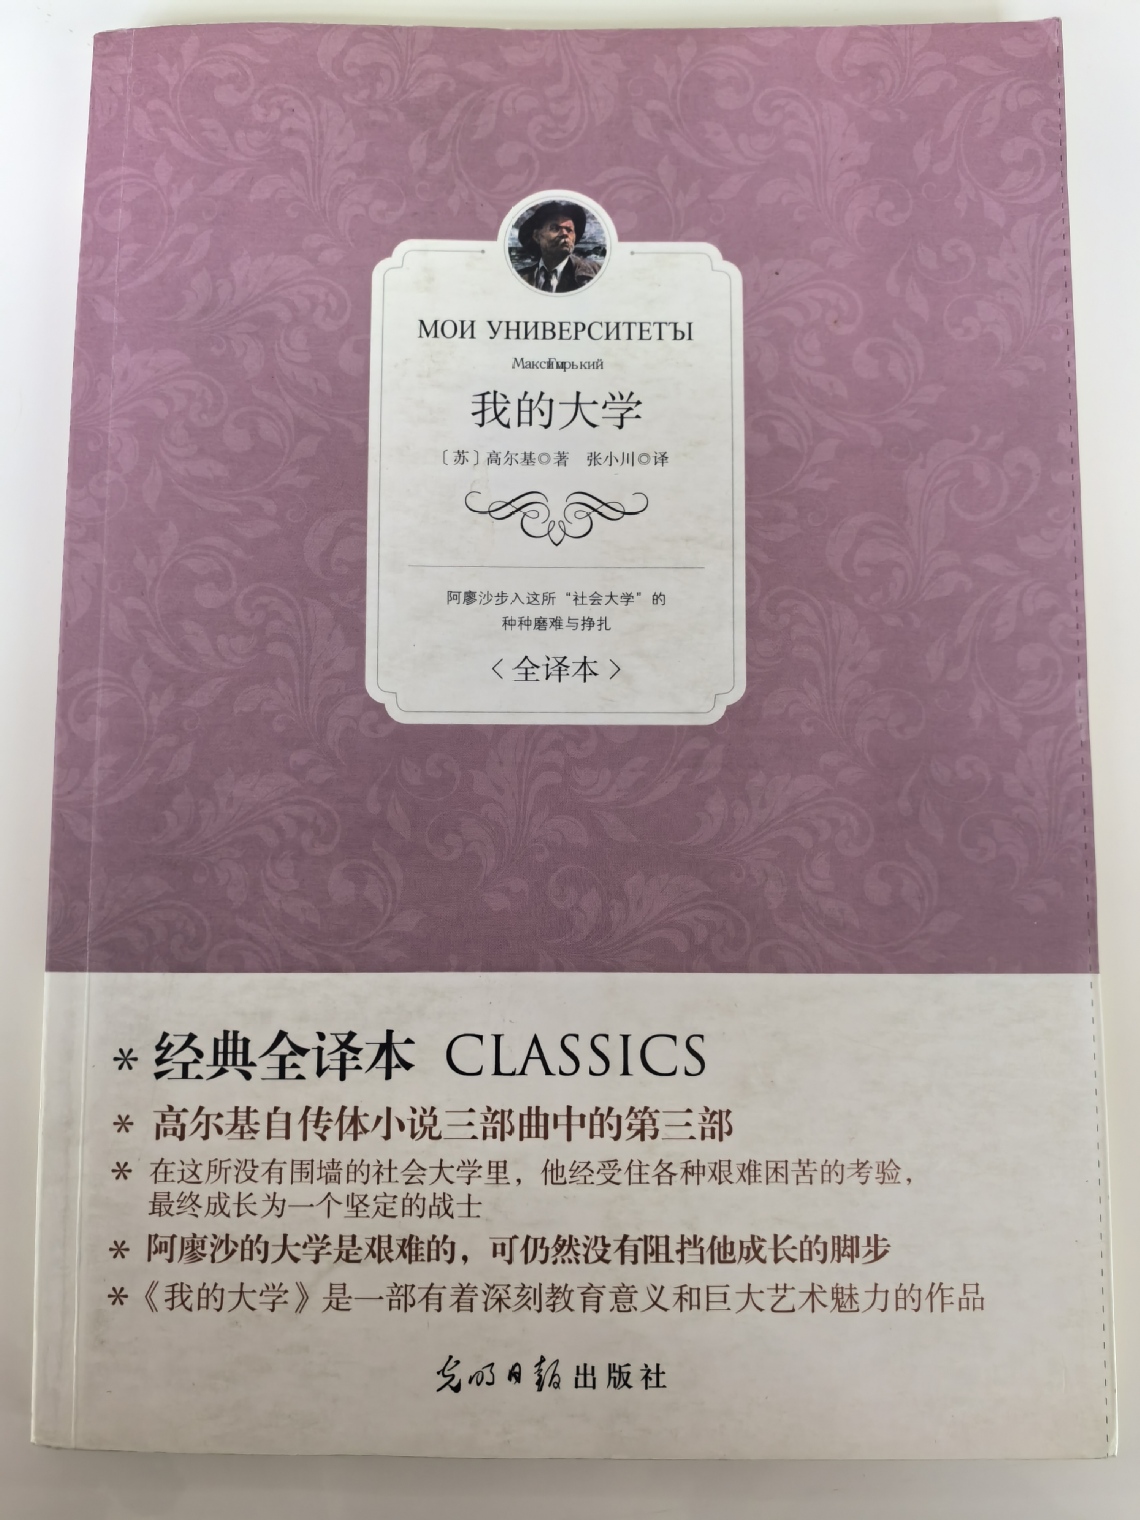 МОИ УНИВЕРСИТЕТЪI
我的大学
〔苏〕高尔基◎著 张小川◎译
阿廖沙步入这所“社会大学”的
种种磨难与挣扎
〈全译本〉
*经典全译本 CLASSICS
*高尔基自传体小说三部曲中的第三部
*在这所没有围墙的社会大学里，他经受住各种艰难困苦的考验，
最终成长为一个坚定的战士
*阿廖沙的大学是艰难的，可仍然没有阻挡他成长的脚步
*《我的大学》是一部有着深刻教育意义和巨大艺术魅力的作品
光明日报出版社